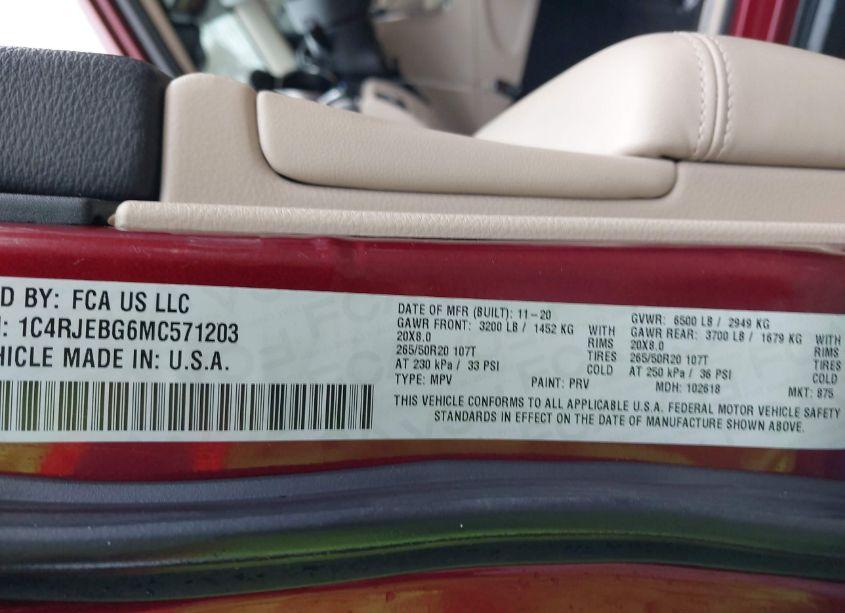 D BY: FCA US LLC
: 1C4RJEBG6MC571203
HICLE MADE IN: U.S.A.
DATE OF MFR (BUILT): 11-20 GVWR: 6500 LB / 2949 KG
GAWR FRONT: 3200 LB / 1452 KG WITH GAWR REAR: 3700 LB / 1679 KG WITH
20X8.0 RIMS 20X8.0 RIMS
265/50R20 107T TIRES 265/50R20 107T TIRES
AT 230 kPa / 33 PSI COLD AT 250 kPa / 36 PSI COLD
TYPE: MPV PAINT: PRV MDH: 102618 MKT: 875
THIS VEHICLE CONFORMS TO ALL APPLICABLE U.S.A. FEDERAL MOTOR VEHICLE SAFETY
STANDARDS IN EFFECT ON THE DATE OF MANUFACTURE SHOWN ABOVE.